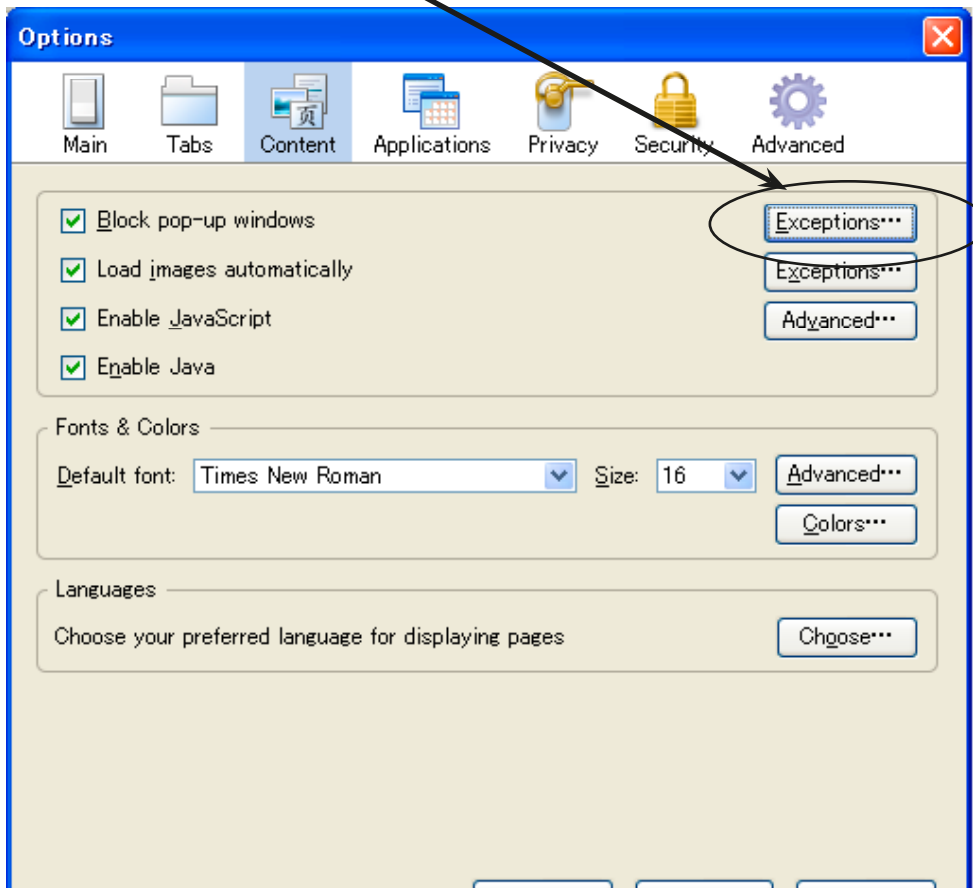 Options
Main Tabs Content Applications Privacy Security Advanced
页
Block pop-up windows Exceptions...
Load images automatically Exceptions...
Enable JavaScript Advanced...
Enable Java
Fonts & Colors
Default font: Times New Roman Size: 16 Advanced...
Colors...
Languages
Choose your preferred language for displaying pages Choose...